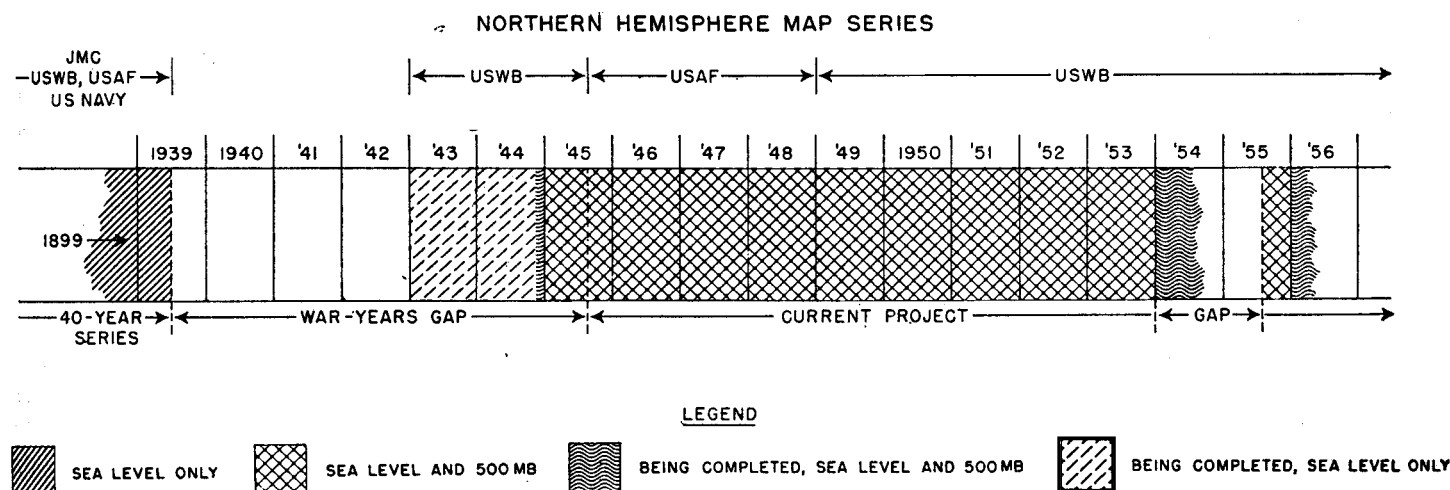 NORTHERN HEMISPHERE MAP SERIES
JMC
USWB, USAF
US NAVY
USWB
USAF
USWB
1939 1940 '41 '42 '43 '44 '45 '46 '47 '48 '49 1950 '51 '52 '53 '54 '55 '56
1899
40-YEAR
SERIES
WAR-YEARS GAP
CURRENT PROJECT
GAP
LEGEND
SEA LEVEL ONLY
SEA LEVEL AND 500 MB
BEING COMPLETED, SEA LEVEL AND 500 MB
BEING COMPLETED, SEA LEVEL ONLY